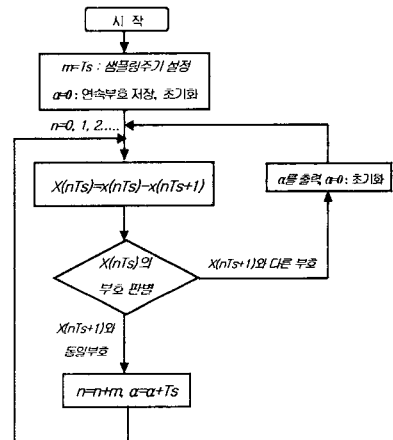 시 작
m=Ts : 샘플링주기 설정
α=0 : 연속부호 저장, 초기화
n=0, 1, 2.....
X(nTs)=x(nTs)-x(nTs+1)
α를 출력, α=0 : 초기화
X(nTs)의
부호 판별
X(nTs+1)와 다른 부호
X(nTs+1)와
동일부호
n=n+m, α=α+Ts